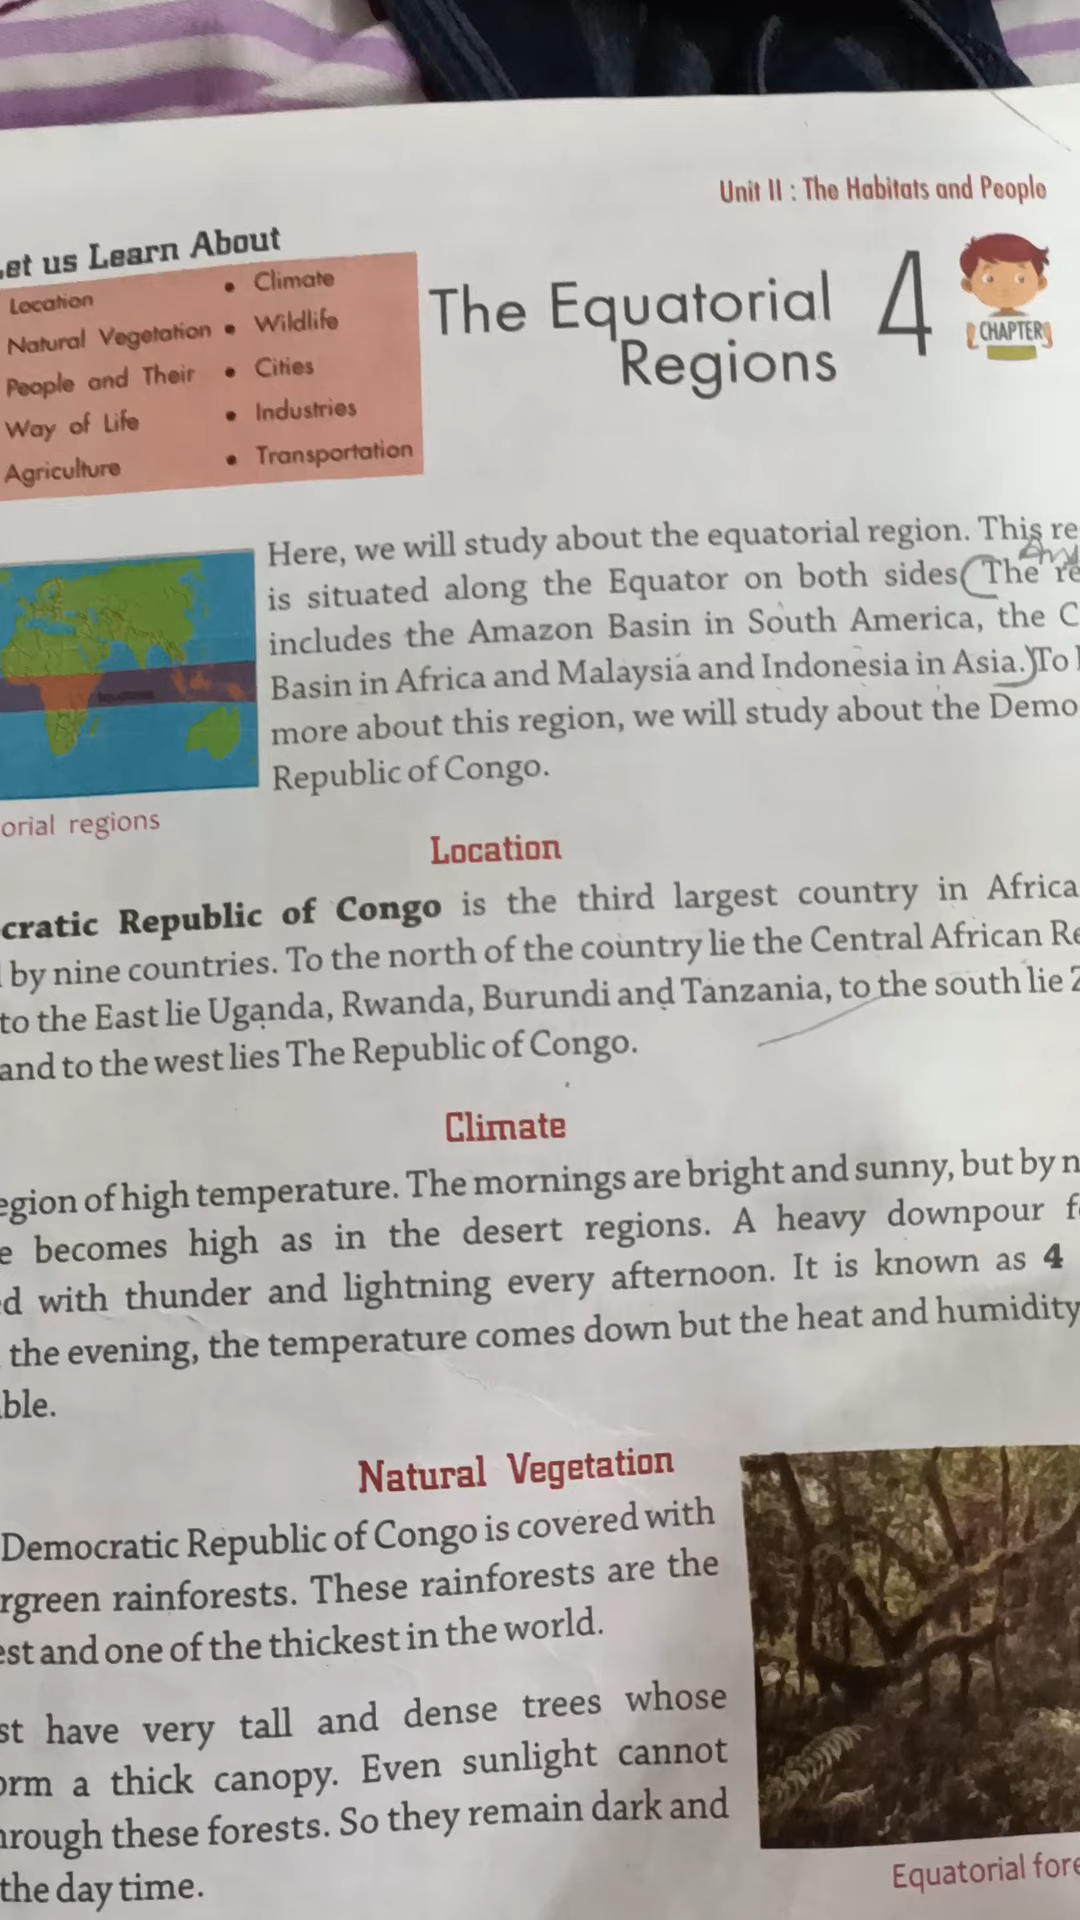 Unit II : The Habitats and People
et us Learn About
Location
Natural Vegetation
People and Their
Way of Life
Agriculture
• Climate
• Wildlife
• Cities
• Industries
• Transportation
The Equatorial
Regions
4
CHAPTER
Here, we will study about the equatorial region. This re
is situated along the Equator on both sides. The re
includes the Amazon Basin in South America, the C
Basin in Africa and Malaysia and Indonesia in Asia. To
more about this region, we will study about the Demo
Republic of Congo.
orial regions
Location
cratic Republic of Congo is the third largest country in Africa
by nine countries. To the north of the country lie the Central African Re
to the East lie Uganda, Rwanda, Burundi and Tanzania, to the south lie Z
and to the west lies The Republic of Congo.
Climate
egion of high temperature. The mornings are bright and sunny, but by n
e becomes high as in the desert regions. A heavy downpour f
d with thunder and lightning every afternoon. It is known as 4
the evening, the temperature comes down but the heat and humidity
ble.
Natural Vegetation
Democratic Republic of Congo is covered with
rgreen rainforests. These rainforests are the
est and one of the thickest in the world.
st have very tall and dense trees whose
orm a thick canopy. Even sunlight cannot
hrough these forests. So they remain dark and
the day time.
Equatorial fore